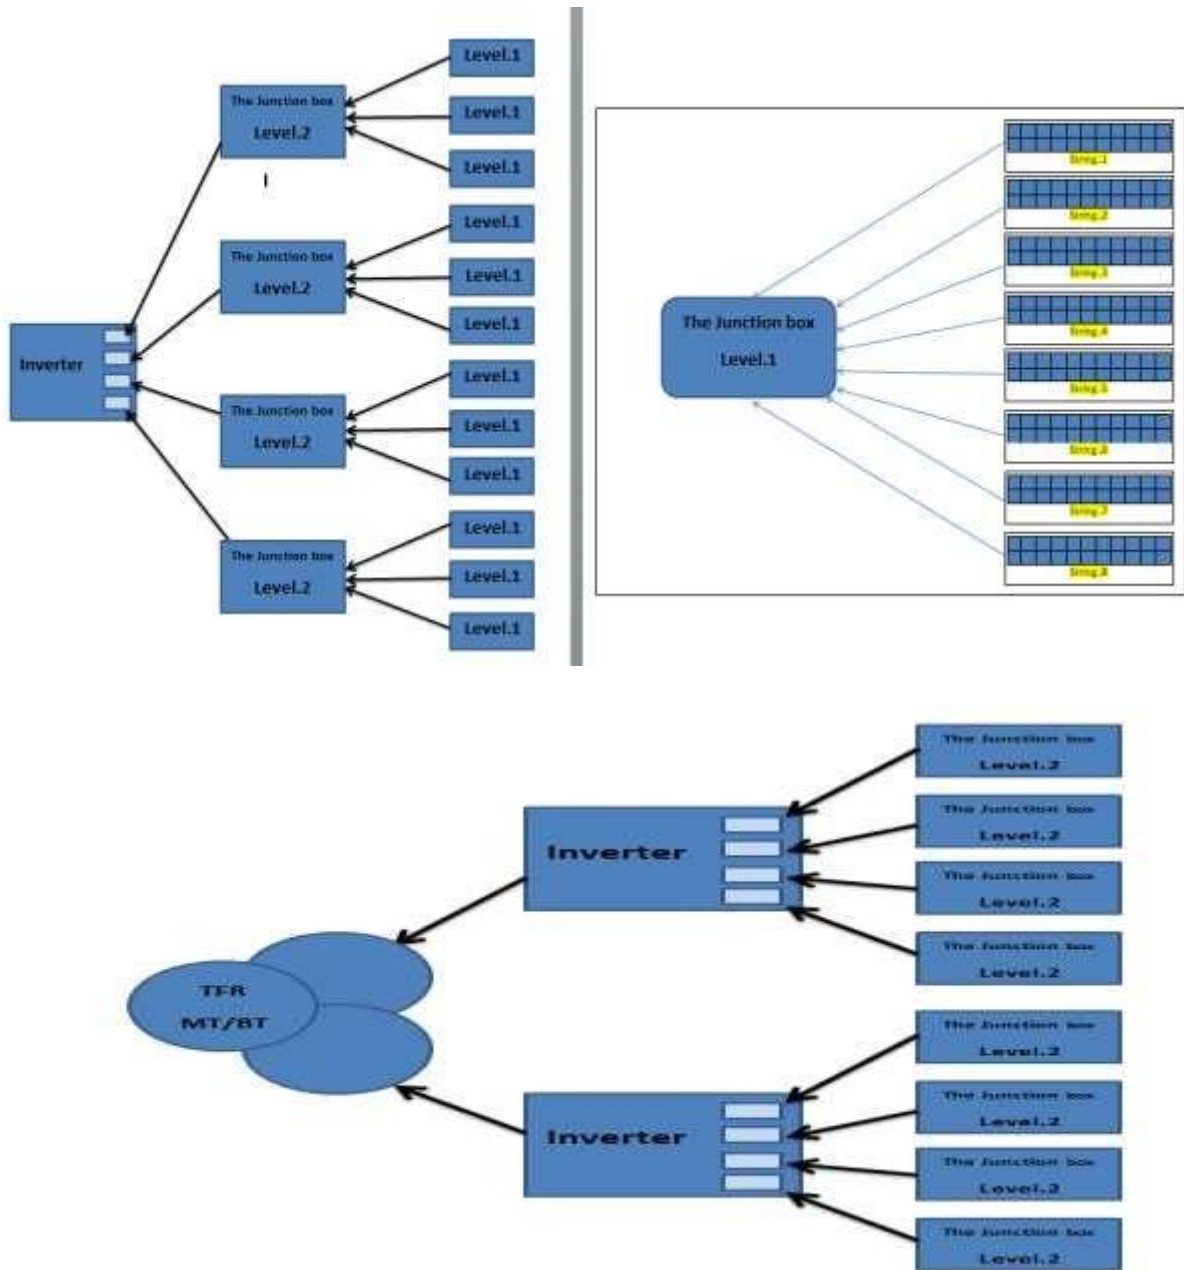 Level.1
The Junction box
Level.2
Level.1
Level.1
Level.1
The Junction box
Level.2
Level.1
Level.1
Inverter
Level.1
The Junction box
Level.2
Level.1
Level.1
Level.1
The Junction box
Level.2
Level.1
Level.1
The Junction box
Level.1
String.1
String.2
String.3
String.4
String.5
String.6
String.7
String.8
The Junction box
Level.2
The Junction box
Level.2
Inverter
The Junction box
Level.2
The Junction box
Level.2
TFR
MT/BT
The Junction box
Level.2
The Junction box
Level.2
Inverter
The Junction box
Level.2
The Junction box
Level.2